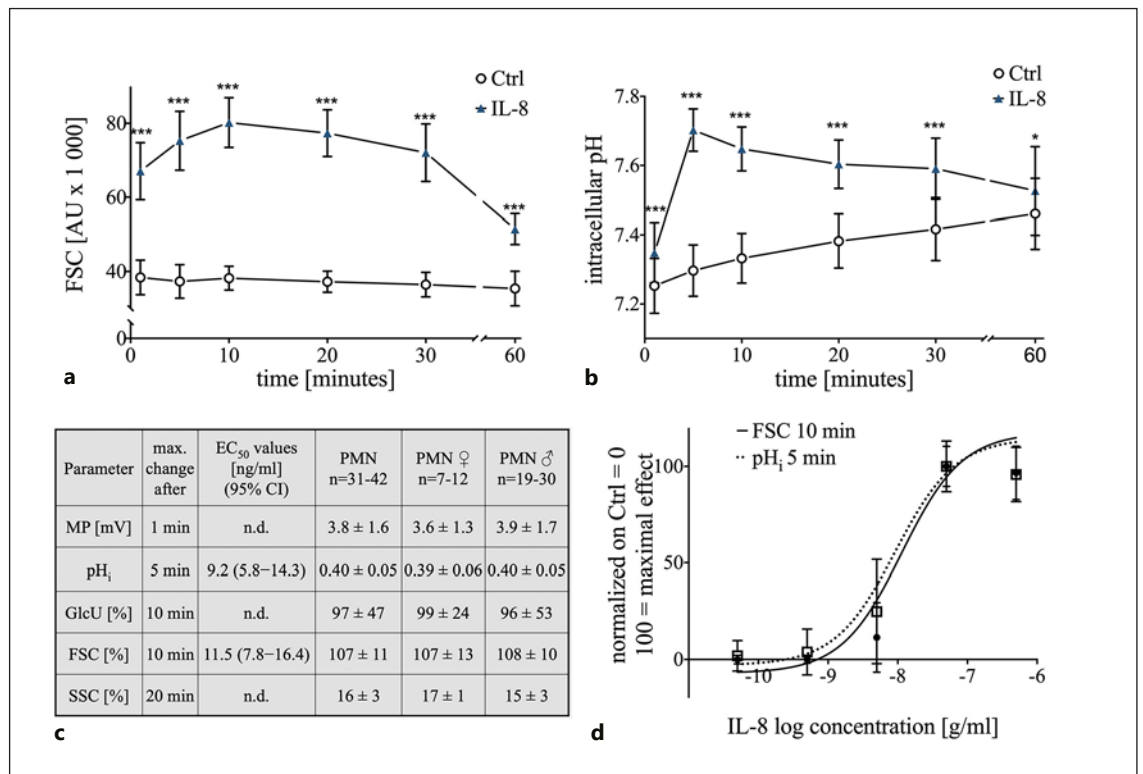 Ctrl
IL-8
***
***
***
***
***
***
80
60
40
0
FSC [AU x 1 000]
0 10 20 30 60
time [minutes]
a
Ctrl
IL-8
***
***
***
***
***
*
7.8
7.6
7.4
7.2
intracellular pH
0 10 20 30 60
time [minutes]
b
Parameter
max. change after
EC50 values [ng/ml] (95% CI)
PMN n=31-42
PMN ♀ n=7-12
PMN ♂ n=19-30
MP [mV] 1 min n.d. 3.8 ± 1.6 3.6 ± 1.3 3.9 ± 1.7
pHi 5 min 9.2 (5.8−14.3) 0.40 ± 0.05 0.39 ± 0.06 0.40 ± 0.05
GlcU [%] 10 min n.d. 97 ± 47 99 ± 24 96 ± 53
FSC [%] 10 min 11.5 (7.8−16.4) 107 ± 11 107 ± 13 108 ± 10
SSC [%] 20 min n.d. 16 ± 3 17 ± 1 15 ± 3
c
FSC 10 min
pHi 5 min
100
50
0
normalized on Ctrl = 0
100 = maximal effect
-10 -9 -8 -7 -6
IL-8 log concentration [g/ml]
d